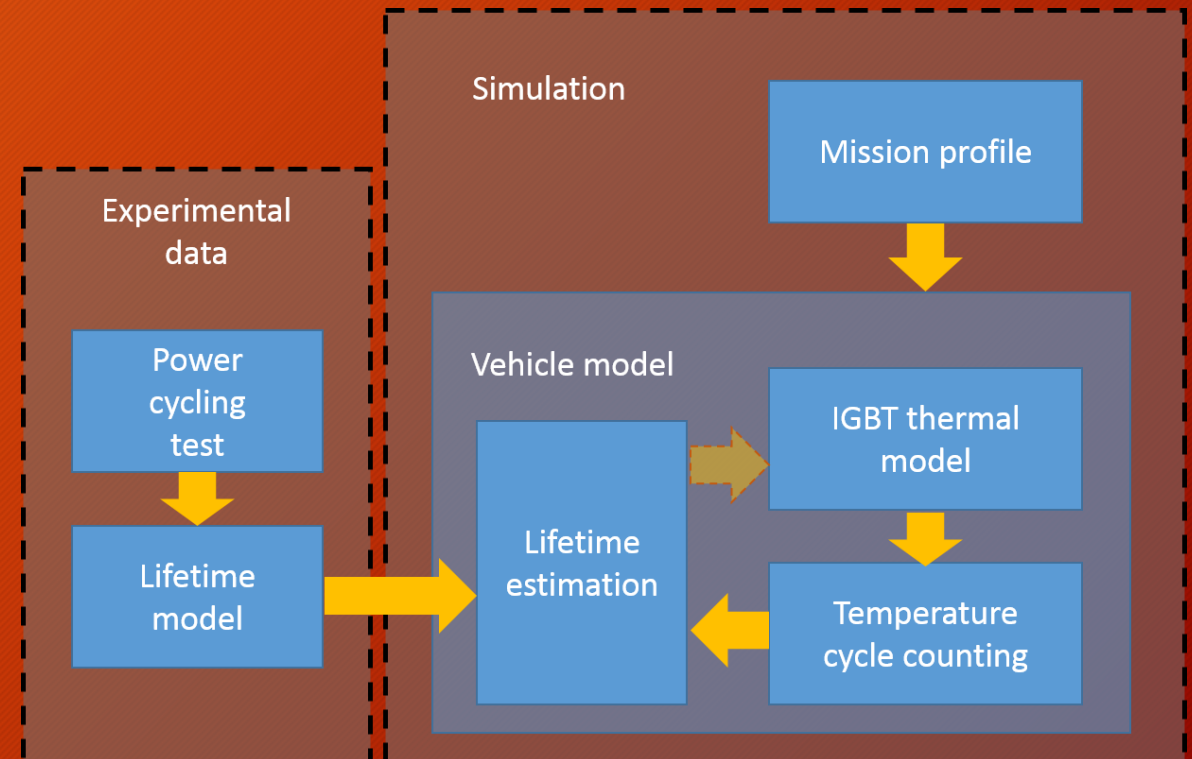 Simulation
Mission profile
Experimental
data
Power
cycling
test
Lifetime
model
Vehicle model
Lifetime
estimation
IGBT thermal
model
Temperature
cycle counting